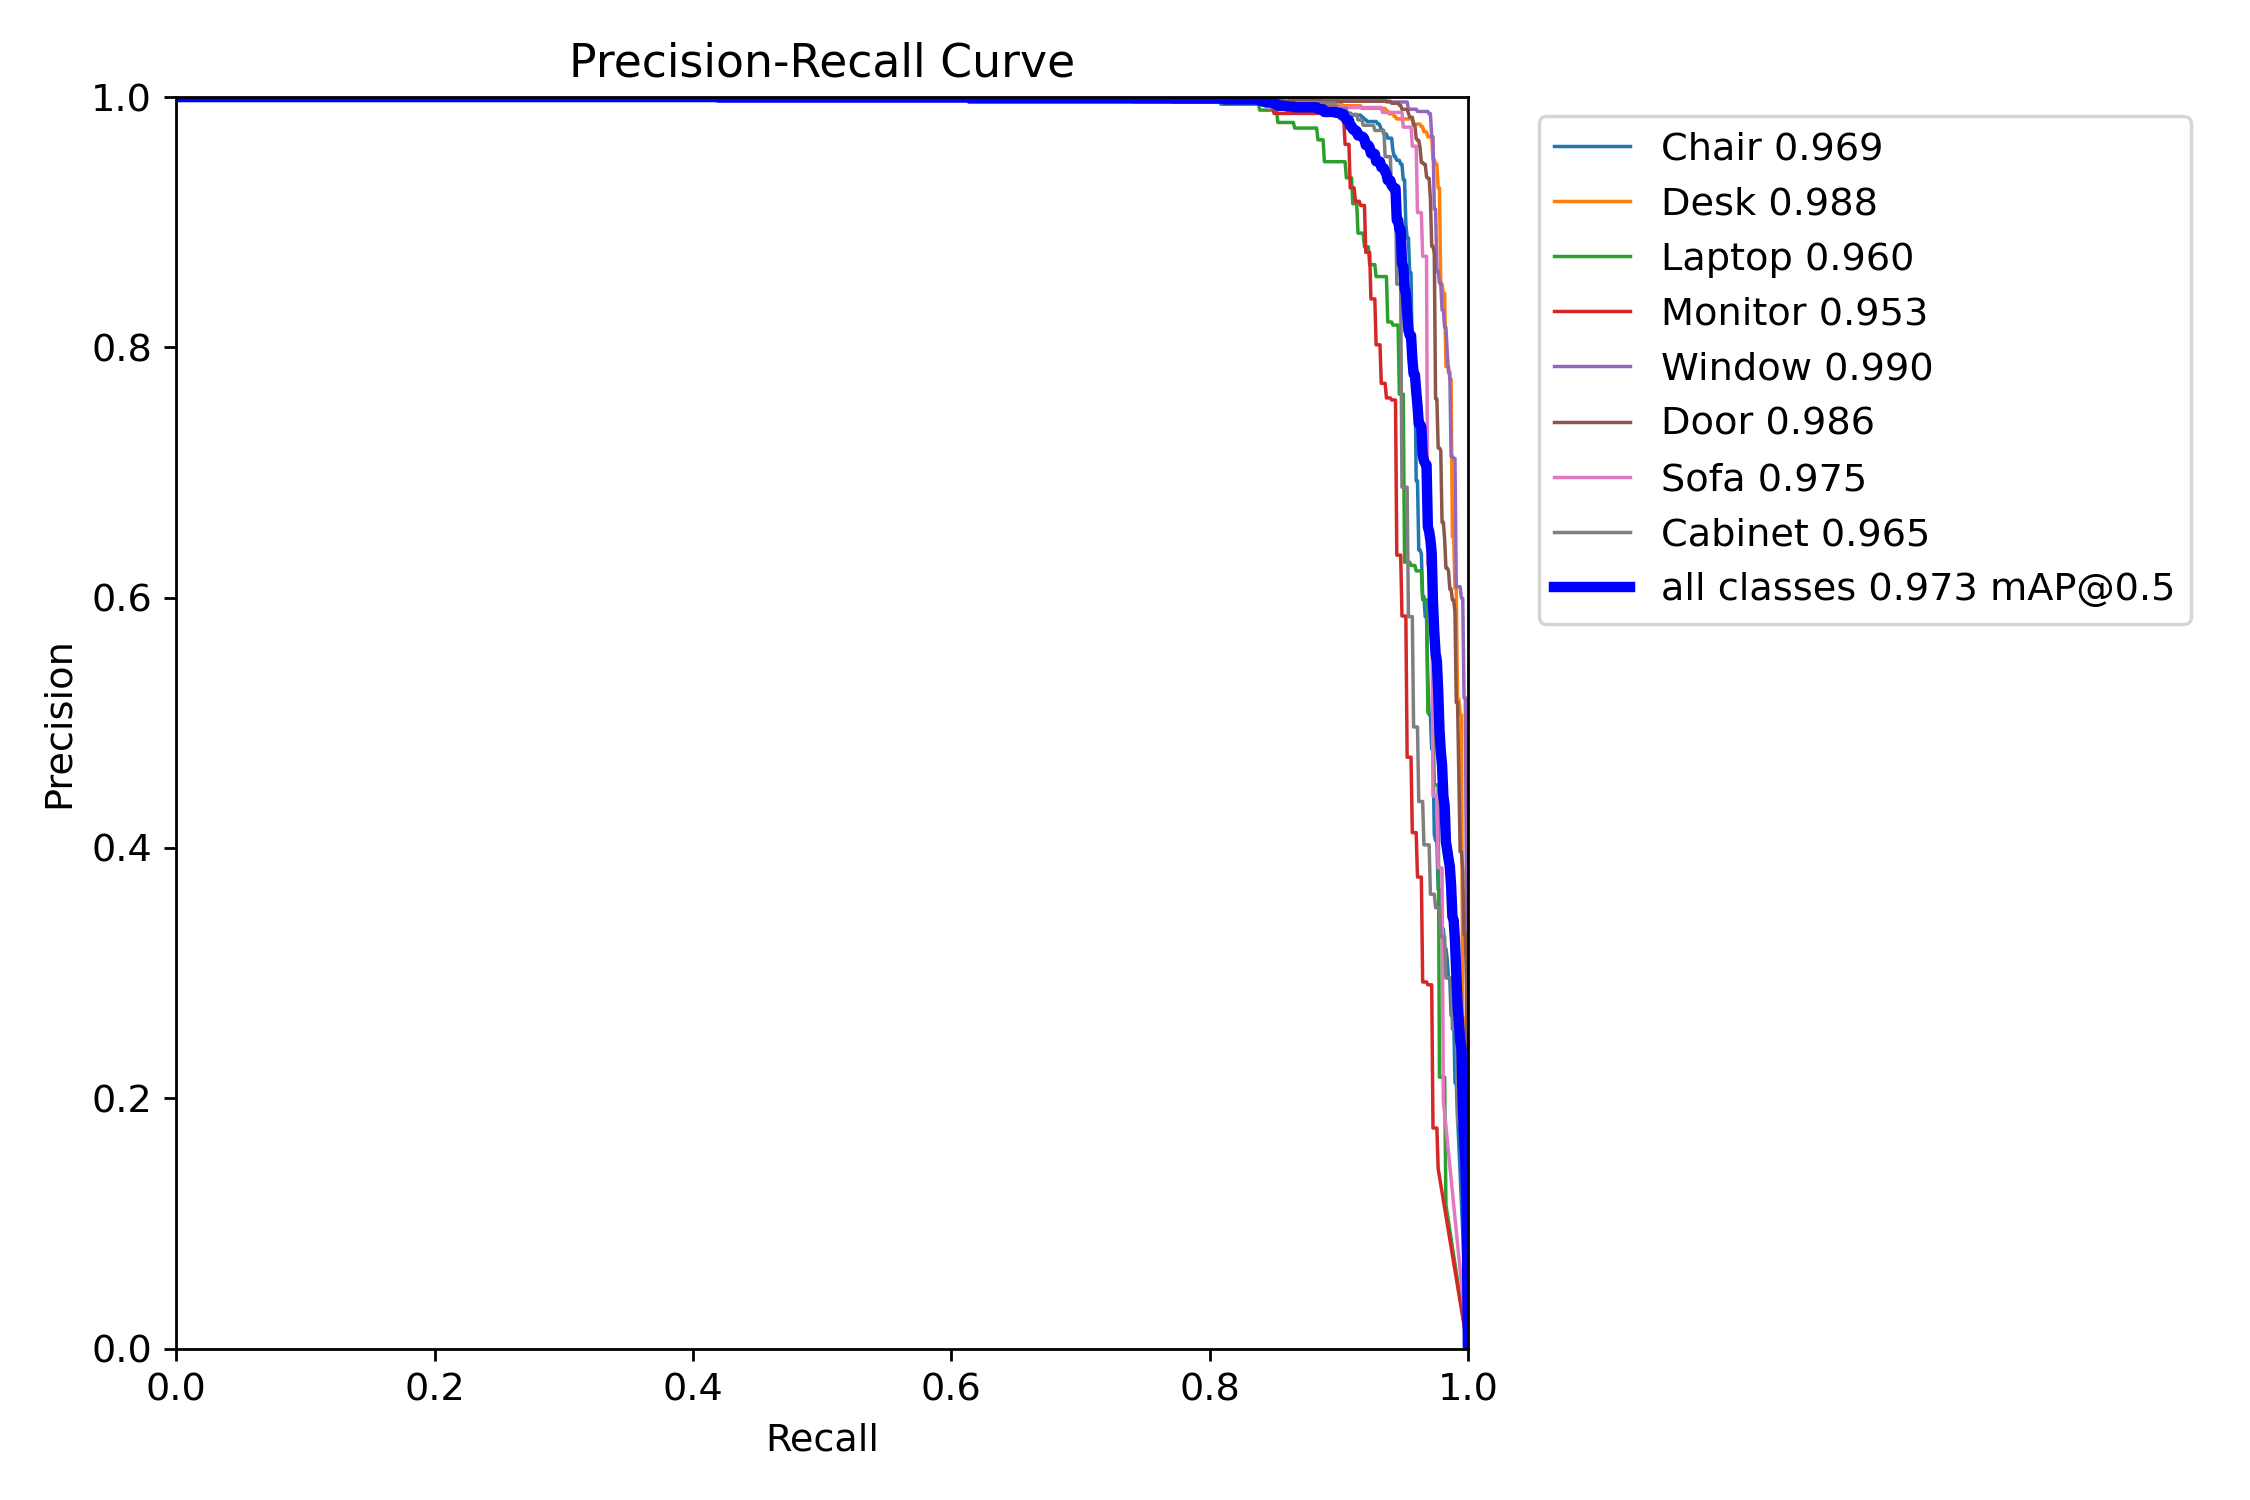 Precision-Recall Curve
1.0
0.8
0.6
0.4
0.2
0.0
Precision
0.0 0.2 0.4 0.6 0.8 1.0
Recall
Chair 0.969
Desk 0.988
Laptop 0.960
Monitor 0.953
Window 0.990
Door 0.986
Sofa 0.975
Cabinet 0.965
all classes 0.973 mAP@0.5